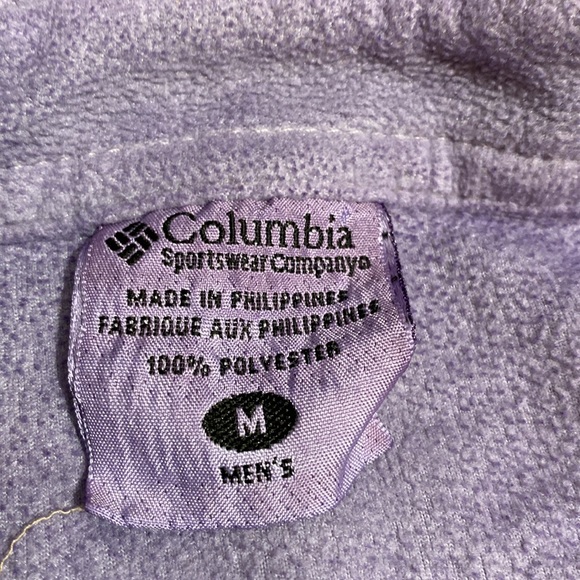 Columbia
Sportswear Company®
MADE IN PHILIPPINES
FABRIQUE AUX PHILIPPINES
100% POLYESTER
M
MEN'S